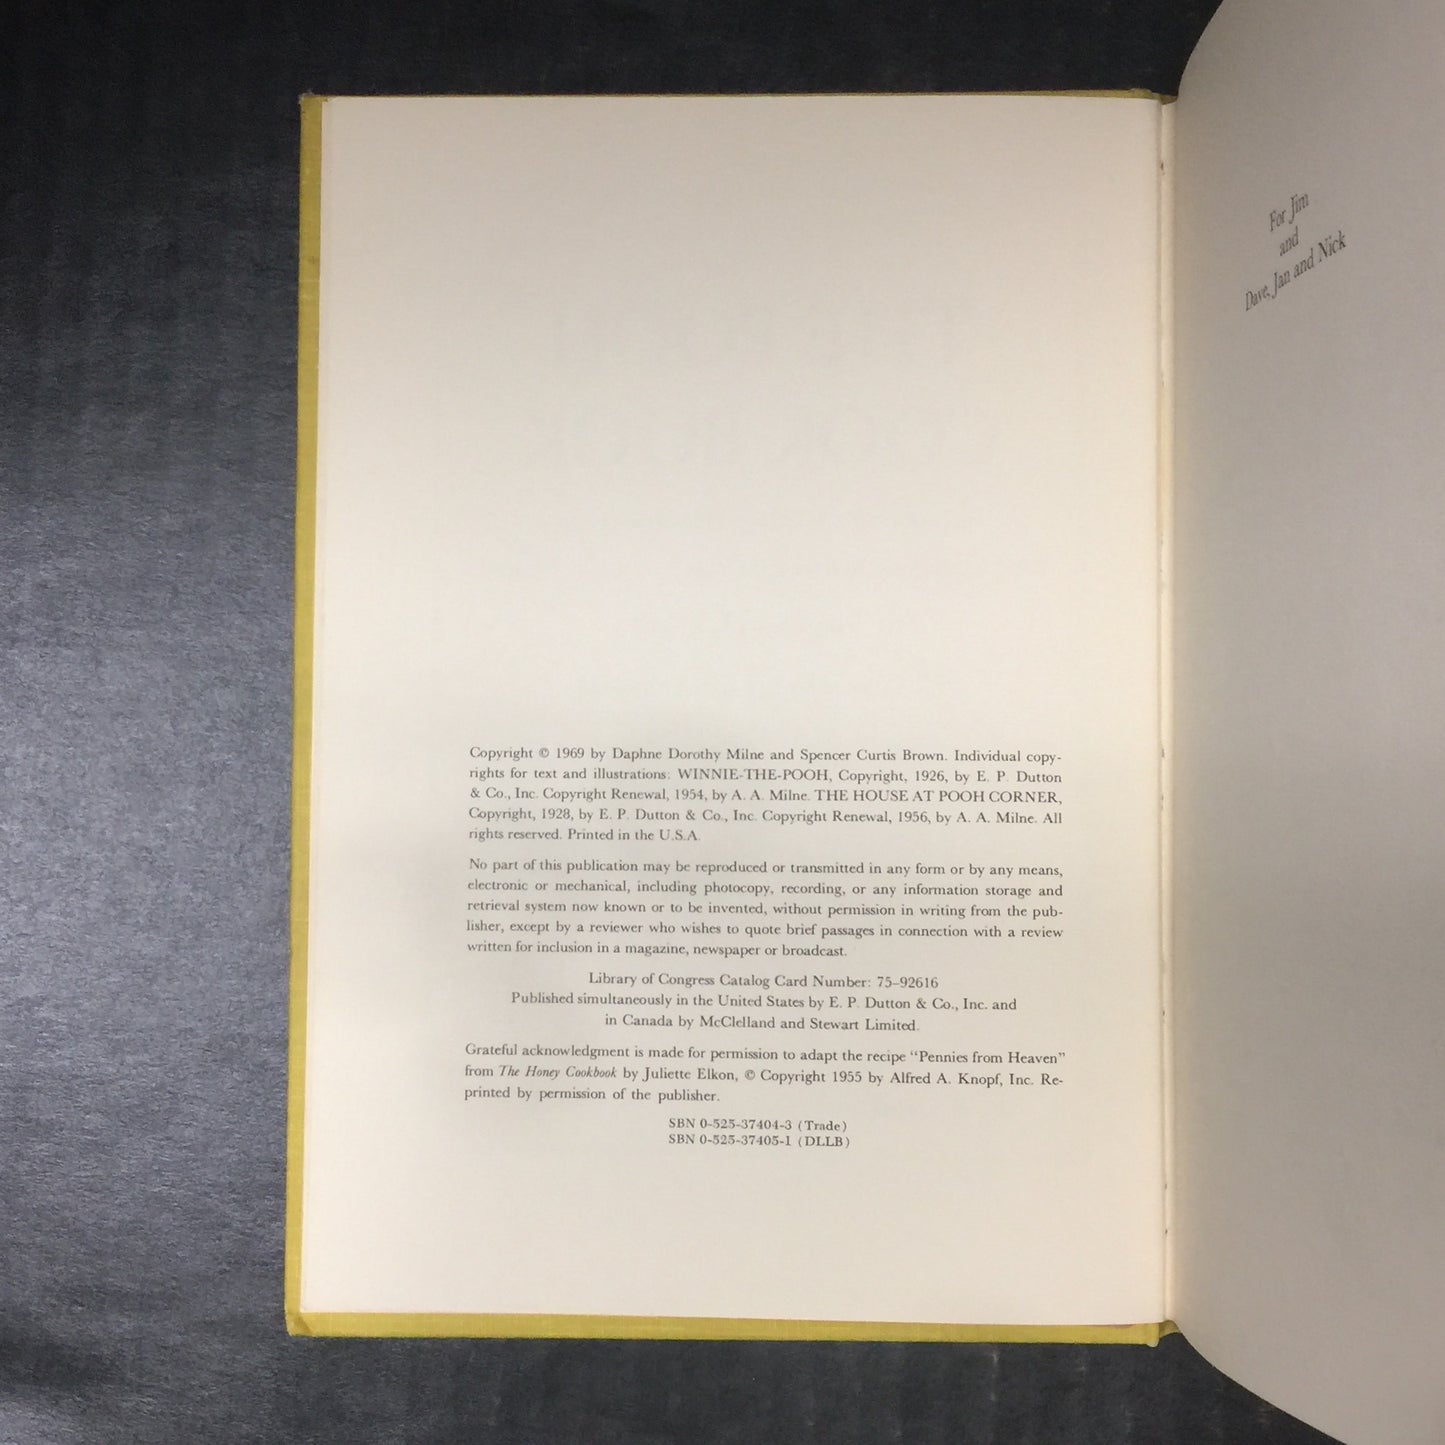 Copyright © 1969 by Daphne Dorothy Milne and Spencer Curtis Brown. Individual copy-
rights for text and illustrations: WINNIE-THE-POOH, Copyright, 1926, by E. P. Dutton
& Co., Inc. Copyright Renewal, 1954, by A. A. Milne. THE HOUSE AT POOH CORNER,
Copyright, 1928, by E. P. Dutton & Co., Inc. Copyright Renewal, 1956, by A. A. Milne. All
rights reserved. Printed in the U.S.A.
No part of this publication may be reproduced or transmitted in any form or by any means,
electronic or mechanical, including photocopy, recording, or any information storage and
retrieval system now known or to be invented, without permission in writing from the pub-
lisher, except by a reviewer who wishes to quote brief passages in connection with a review
written for inclusion in a magazine, newspaper or broadcast.
Library of Congress Catalog Card Number: 75-92616
Published simultaneously in the United States by E. P. Dutton & Co., Inc. and
in Canada by McClelland and Stewart Limited.
Grateful acknowledgment is made for permission to adapt the recipe "Pennies from Heaven"
from The Honey Cookbook by Juliette Elkon, © Copyright 1955 by Alfred A. Knopf, Inc. Re-
printed by permission of the publisher.
SBN 0-525-37404-3 (Trade)
SBN 0-525-37405-1 (DLLB)
For Jim
and
Dave, Jan and Nick